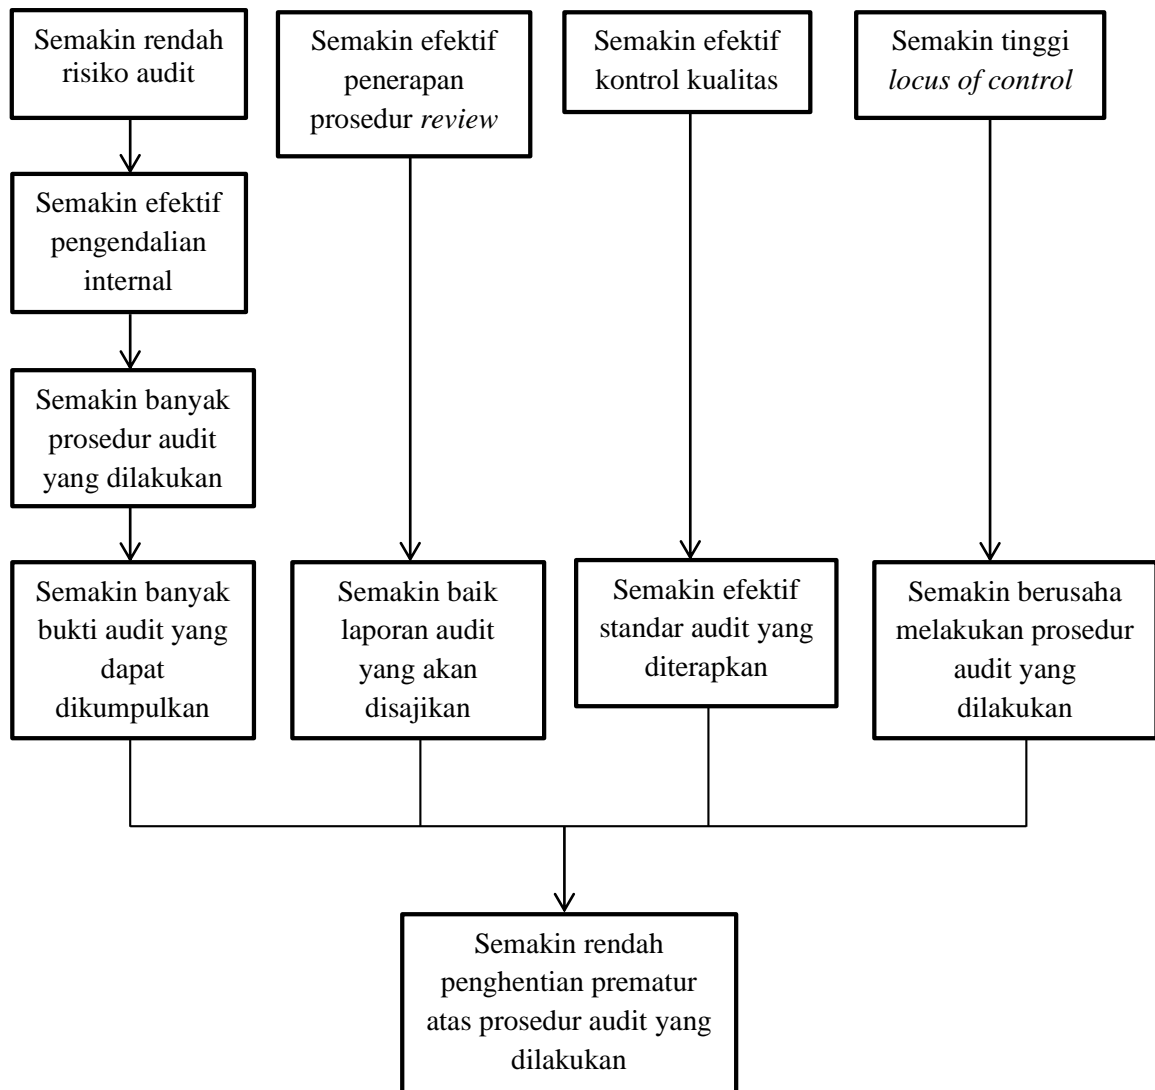 Semakin rendah
risiko audit
Semakin efektif
penerapan
prosedur review
Semakin efektif
kontrol kualitas
Semakin tinggi
locus of control
Semakin efektif
pengendalian
internal
Semakin banyak
prosedur audit
yang dilakukan
Semakin banyak
bukti audit yang
dapat
dikumpulkan
Semakin baik
laporan audit
yang akan
disajikan
Semakin efektif
standar audit yang
diterapkan
Semakin berusaha
melakukan prosedur
audit yang
dilakukan
Semakin rendah
penghentian prematur
atas prosedur audit yang
dilakukan